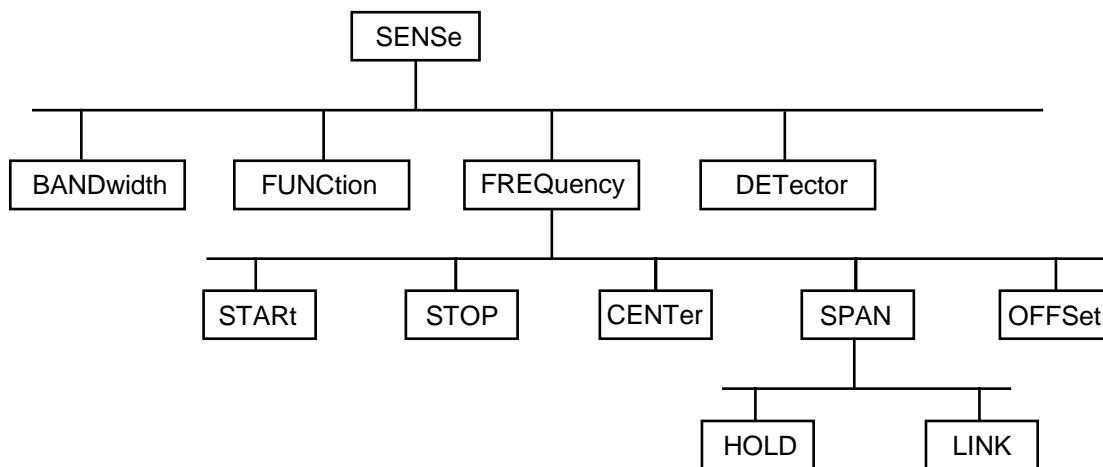 SENSe
BANDwidth FUNCtion FREQuency DETector
STARt STOP CENTer SPAN OFFSet
HOLD LINK